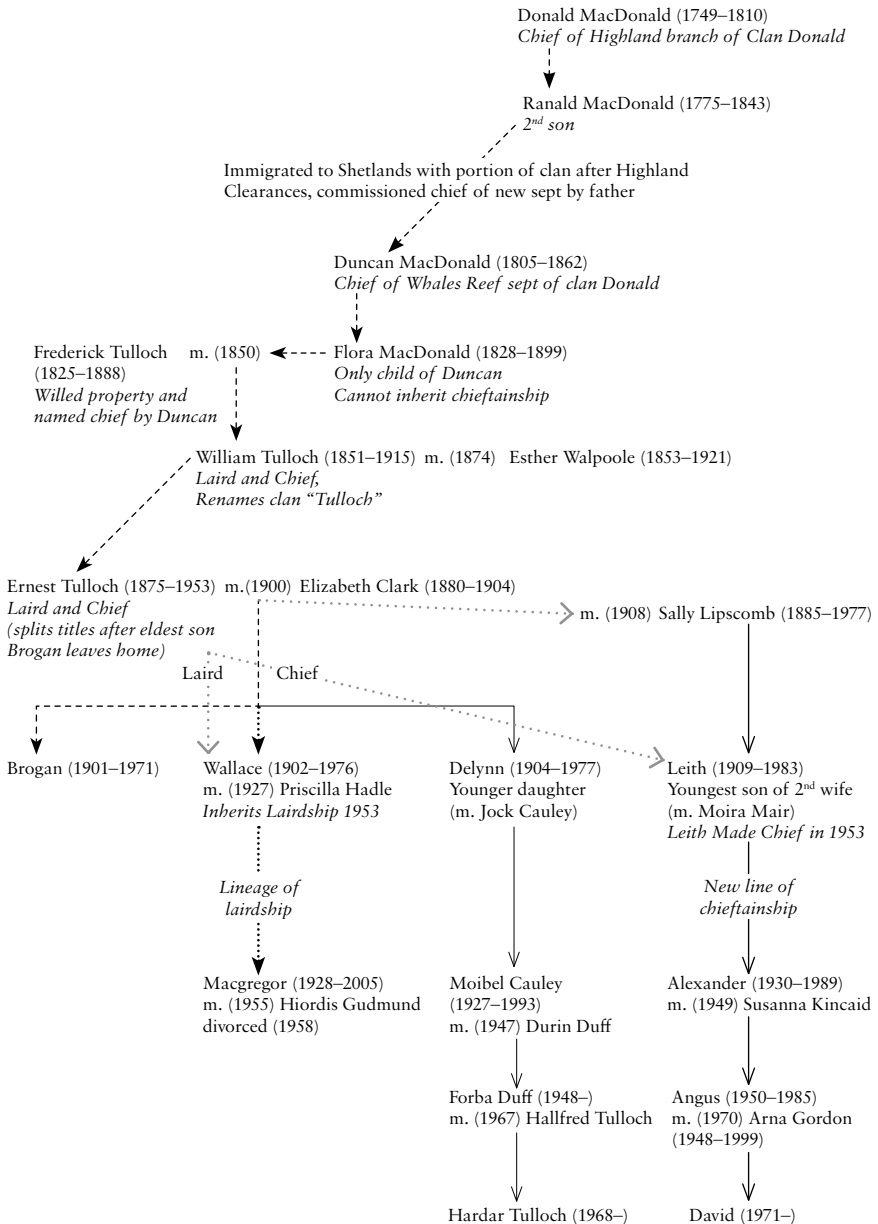 Donald MacDonald (1749–1810)
Chief of Highland branch of Clan Donald
Ranald MacDonald (1775–1843)
2nd son
Immigrated to Shetlands with portion of clan after Highland
Clearances, commissioned chief of new sept by father
Duncan MacDonald (1805–1862)
Chief of Whales Reef sept of clan Donald
Frederick Tulloch m. (1850)
(1825–1888)
Willed property and
named chief by Duncan
Flora MacDonald (1828–1899)
Only child of Duncan
Cannot inherit chieftainship
William Tulloch (1851–1915) m. (1874) Esther Walpoole (1853–1921)
Laird and Chief,
Renames clan “Tulloch”
Ernest Tulloch (1875–1953) m.(1900) Elizabeth Clark (1880–1904)
Laird and Chief
(splits titles after eldest son
Brogan leaves home)
m. (1908) Sally Lipscomb (1885–1977)
Laird Chief
Brogan (1901–1971)
Wallace (1902–1976)
m. (1927) Priscilla Hadle
Inherits Lairdship 1953
Delynn (1904–1977)
Younger daughter
(m. Jock Cauley)
Leith (1909–1983)
Youngest son of 2nd wife
(m. Moira Mair)
Leith Made Chief in 1953
Lineage of
lairdship
New line of
chieftainship
Macgregor (1928–2005)
m. (1955) Hiordis Gudmund
divorced (1958)
Moibel Cauley
(1927–1993)
m. (1947) Durin Duff
Alexander (1930–1989)
m. (1949) Susanna Kincaid
Forba Duff (1948–)
m. (1967) Hallfred Tulloch
Angus (1950–1985)
m. (1970) Arna Gordon
(1948–1999)
Hardar Tulloch (1968–)
David (1971–)